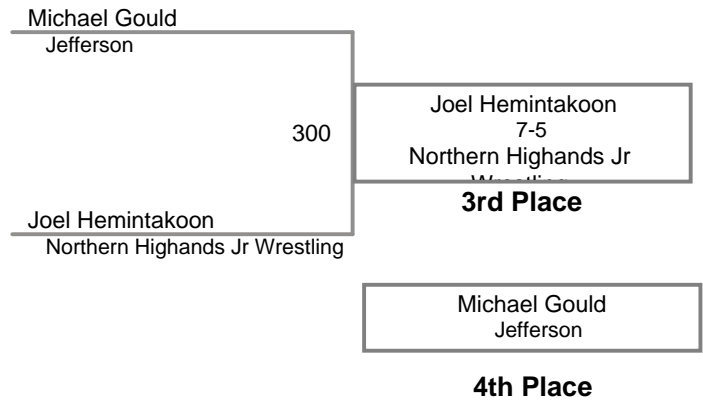 Michael Gould
Jefferson
300
Joel Hemintakoon
7-5
Northern Highands Jr
Wrestling
3rd Place
Joel Hemintakoon
Northern Highands Jr Wrestling
Michael Gould
Jefferson
4th Place